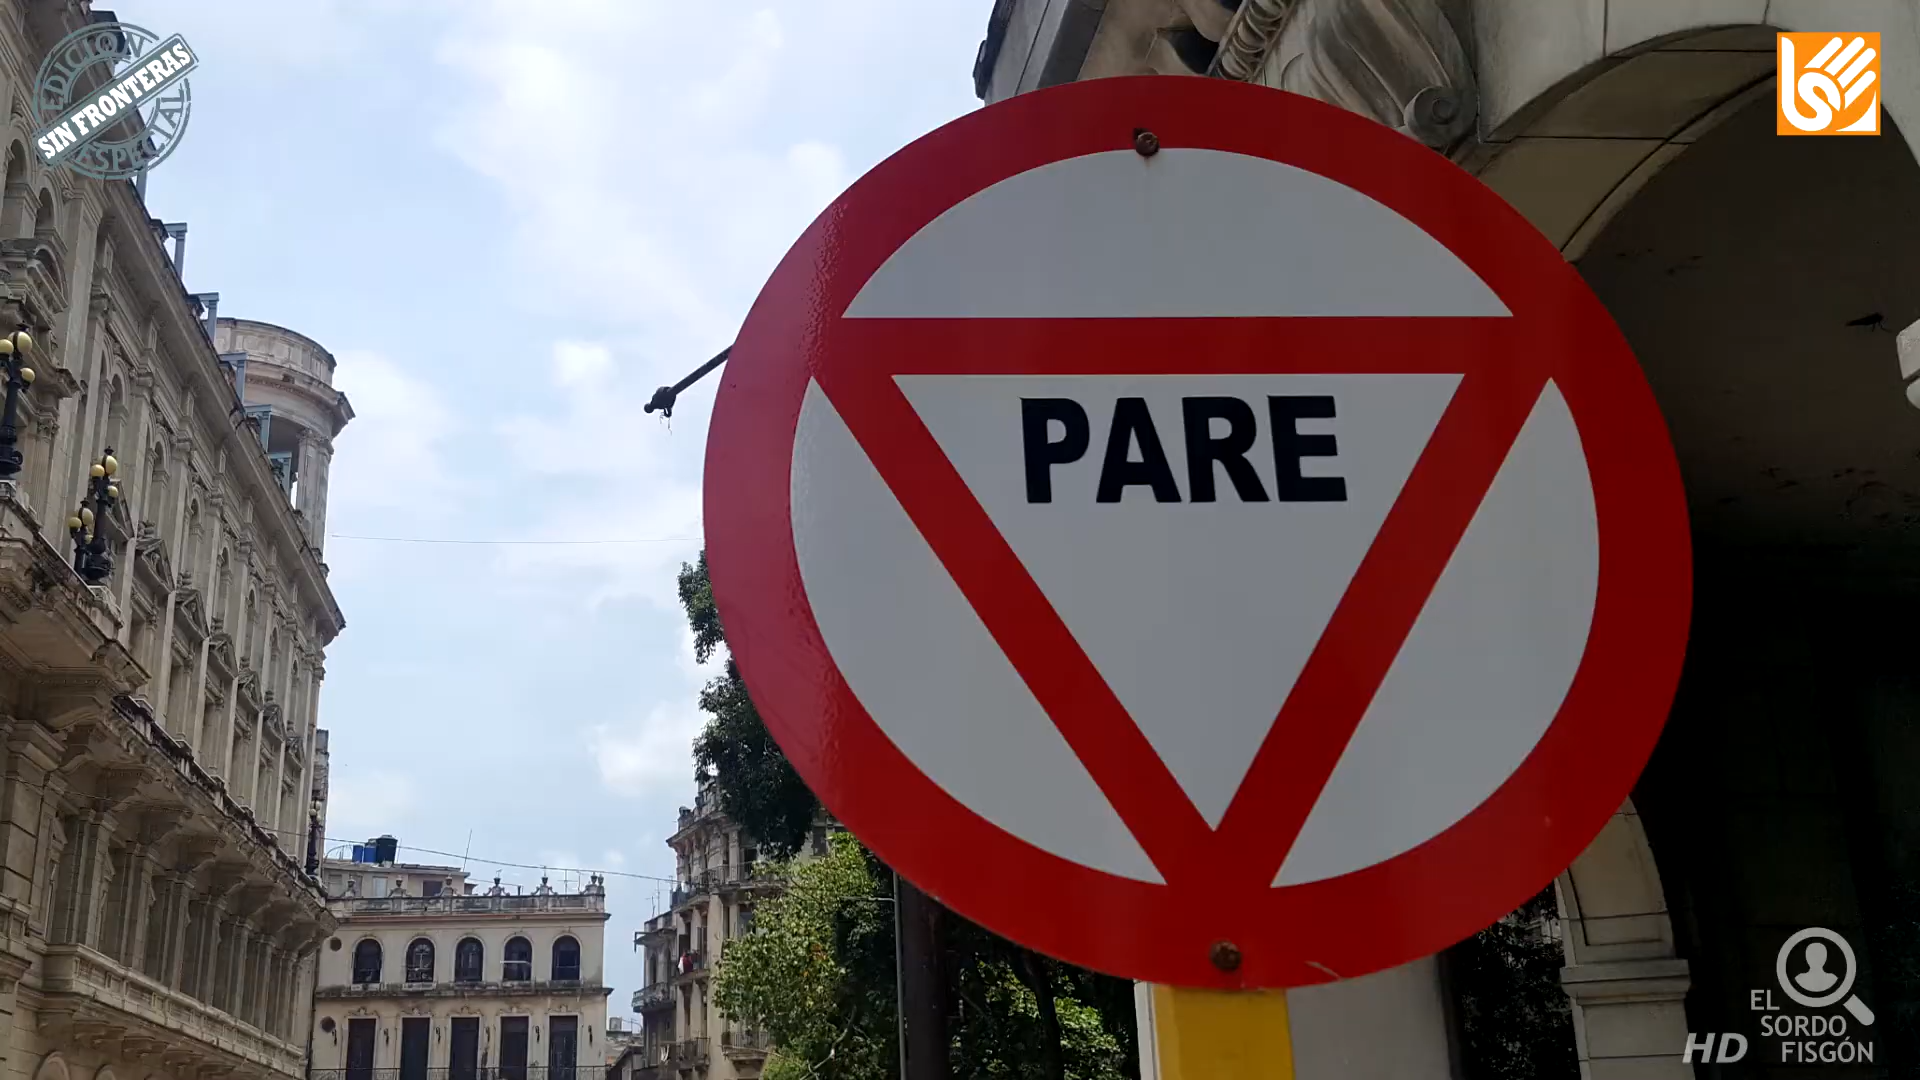 EDICIÓN
SIN FRONTERAS
ESPECIAL
PARE
EL
SORDO
FISGÓN
HD